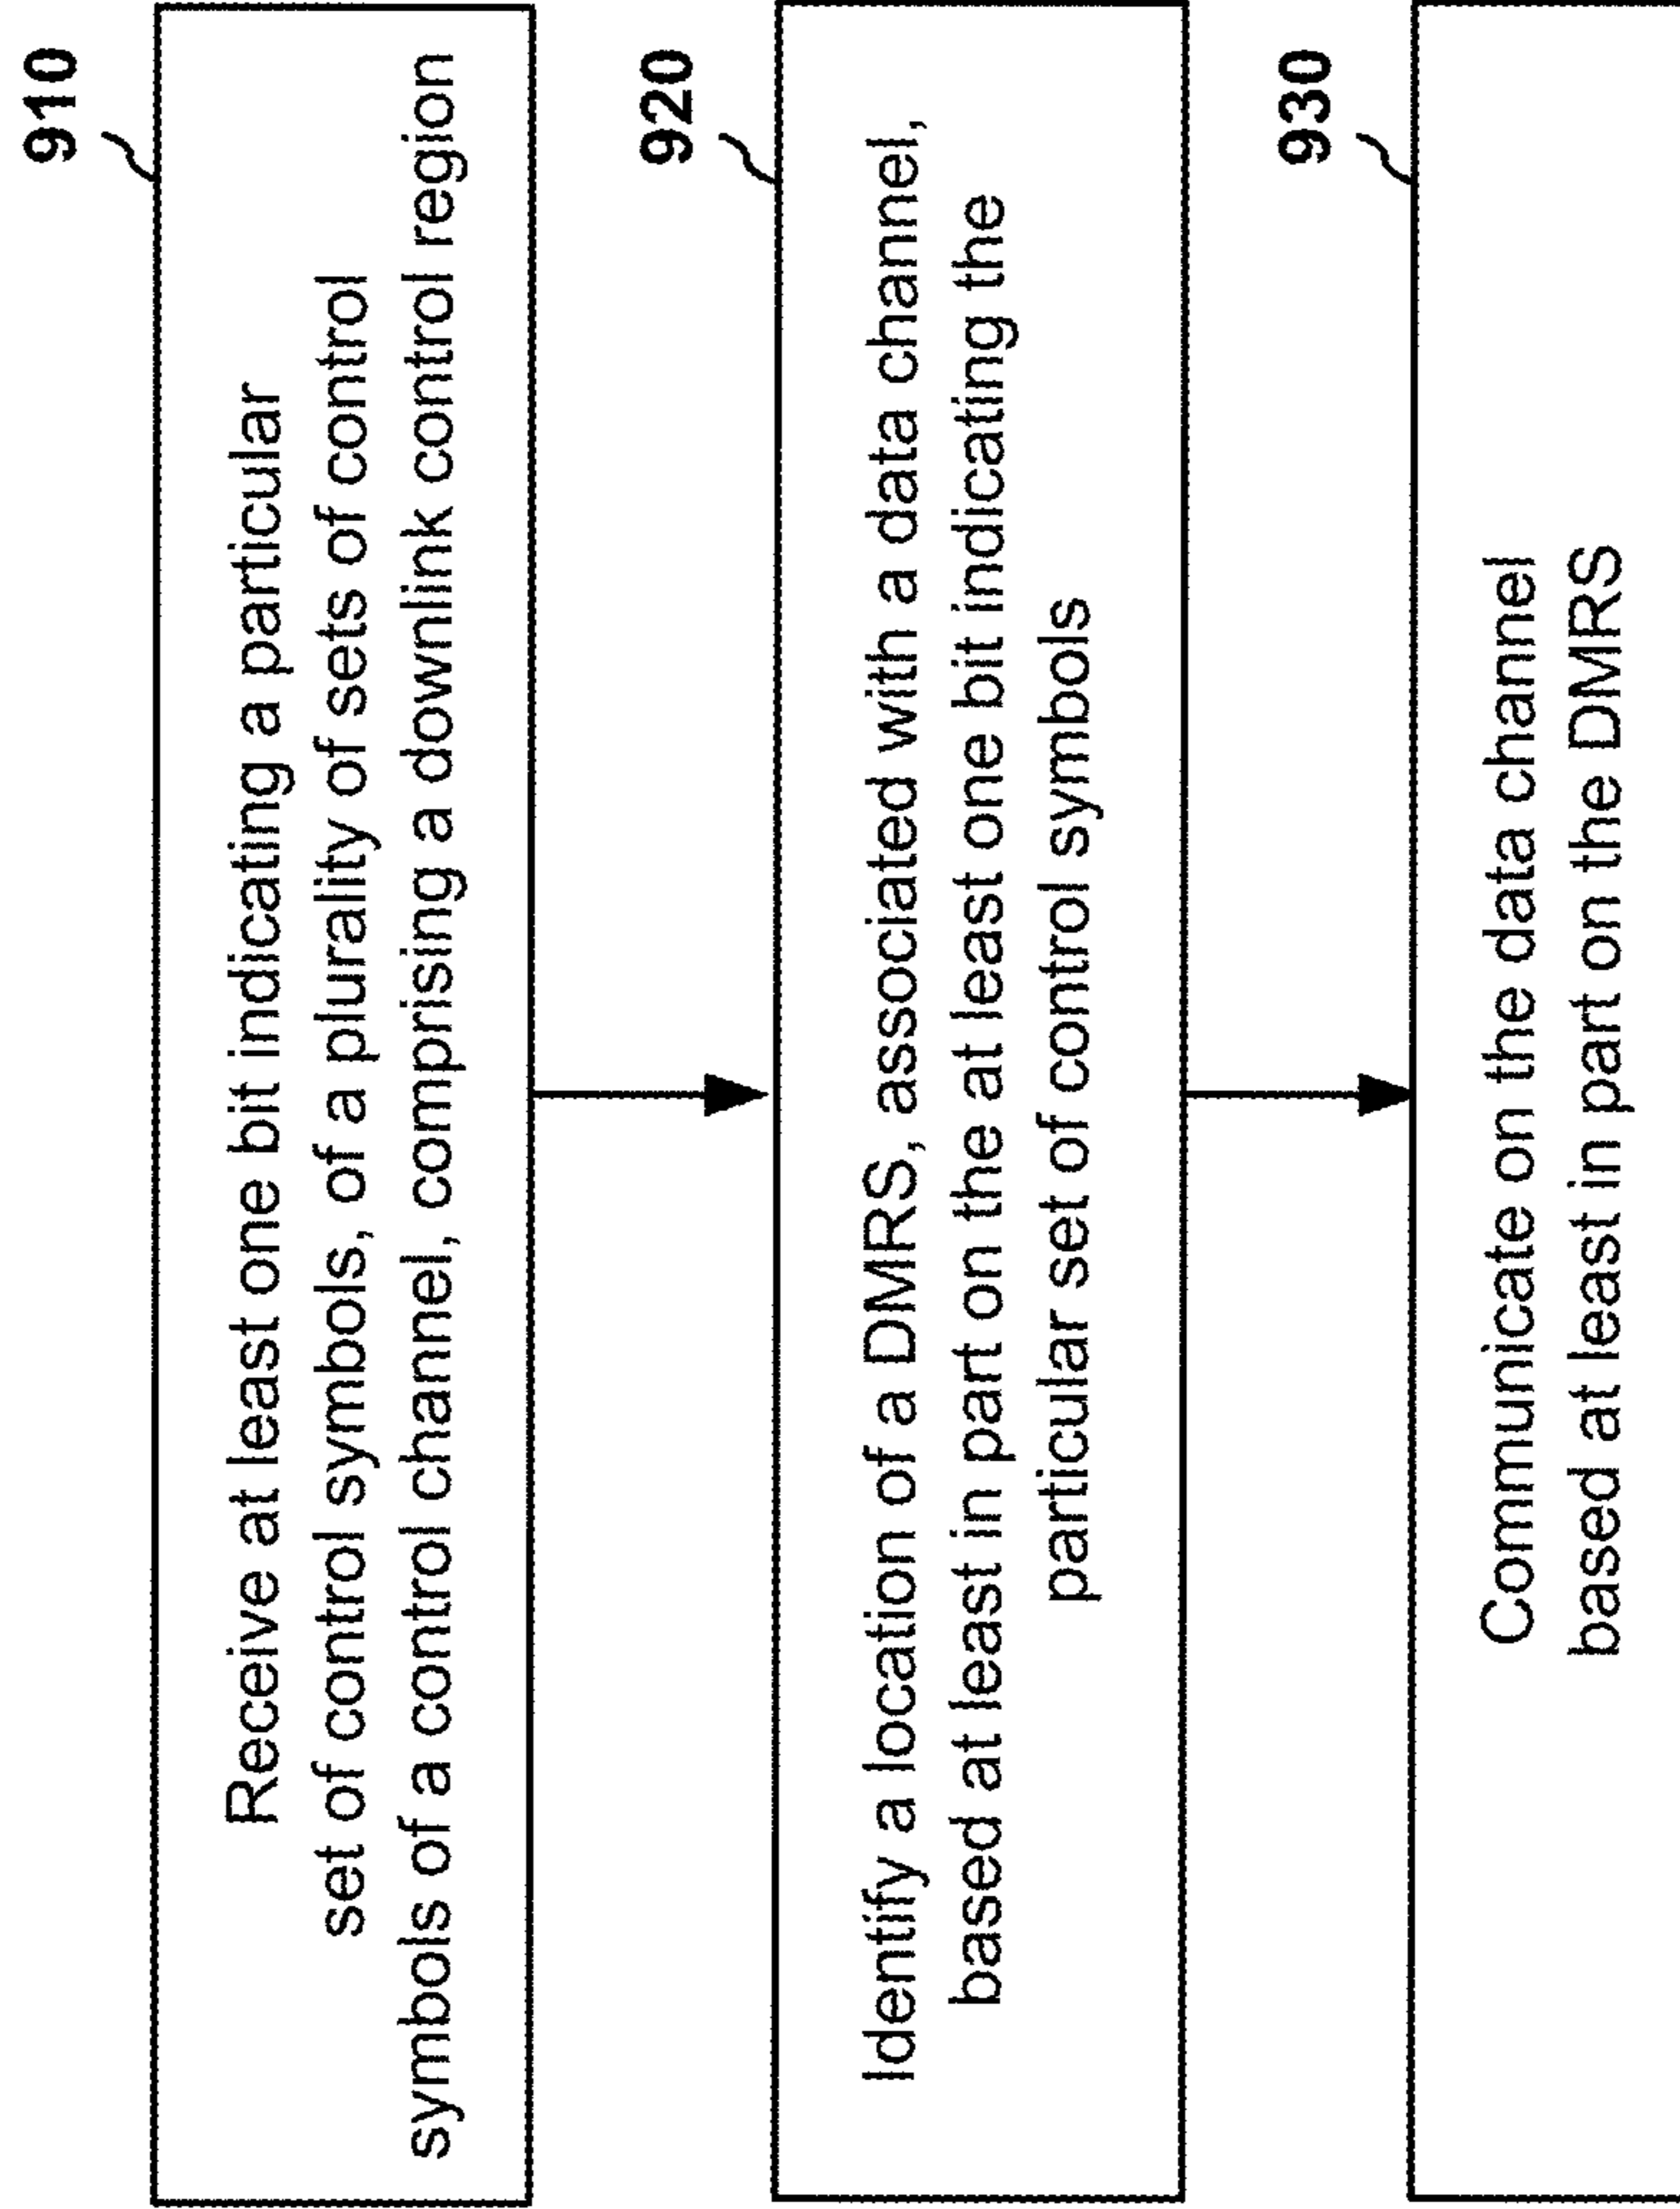 910
Receive at least one bit indicating a particular
set of control symbols, of a plurality of sets of control
symbols of a control channel, comprising a downlink control region
920
Identify a location of a DMRS, associated with a data channel,
based at least in part on the at least one bit indicating the
particular set of control symbols
930
Communicate on the data channel
based at least in part on the DMRS